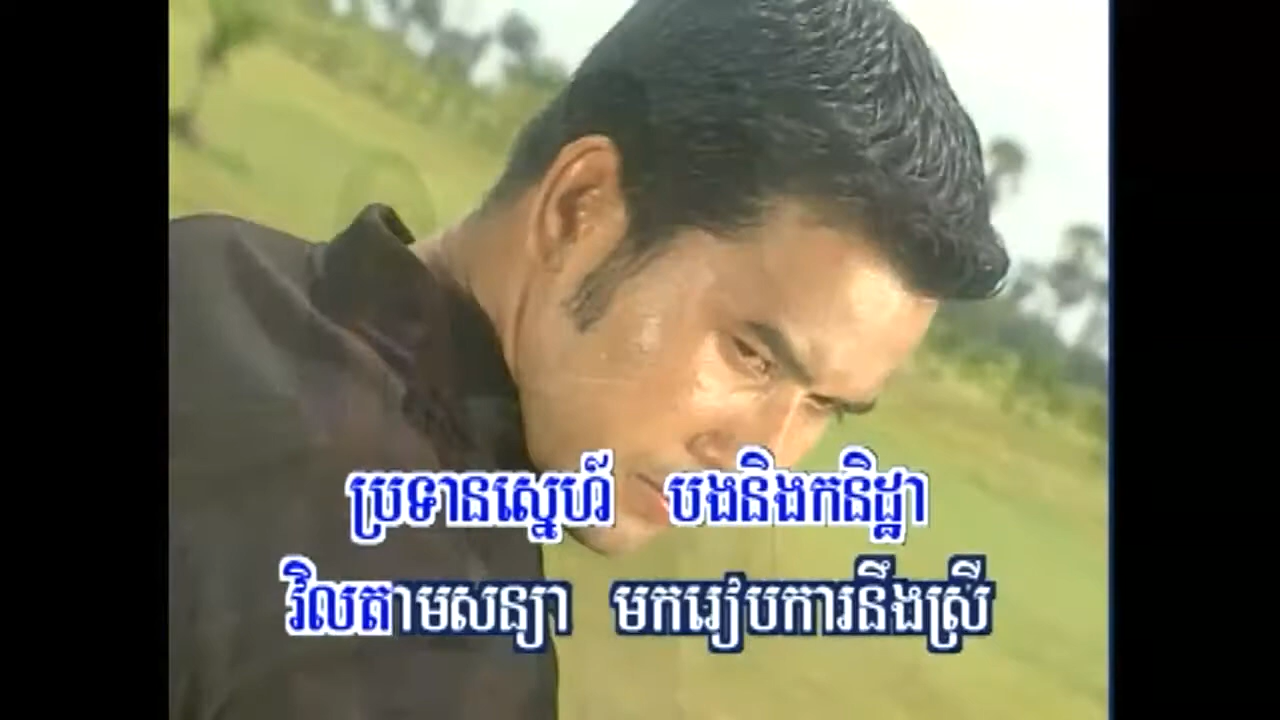 ប្រទានស្នេហ៍ បងនិងកនិដ្ឋា
វិលតាមសន្យា មករៀបការនឹងស្រី